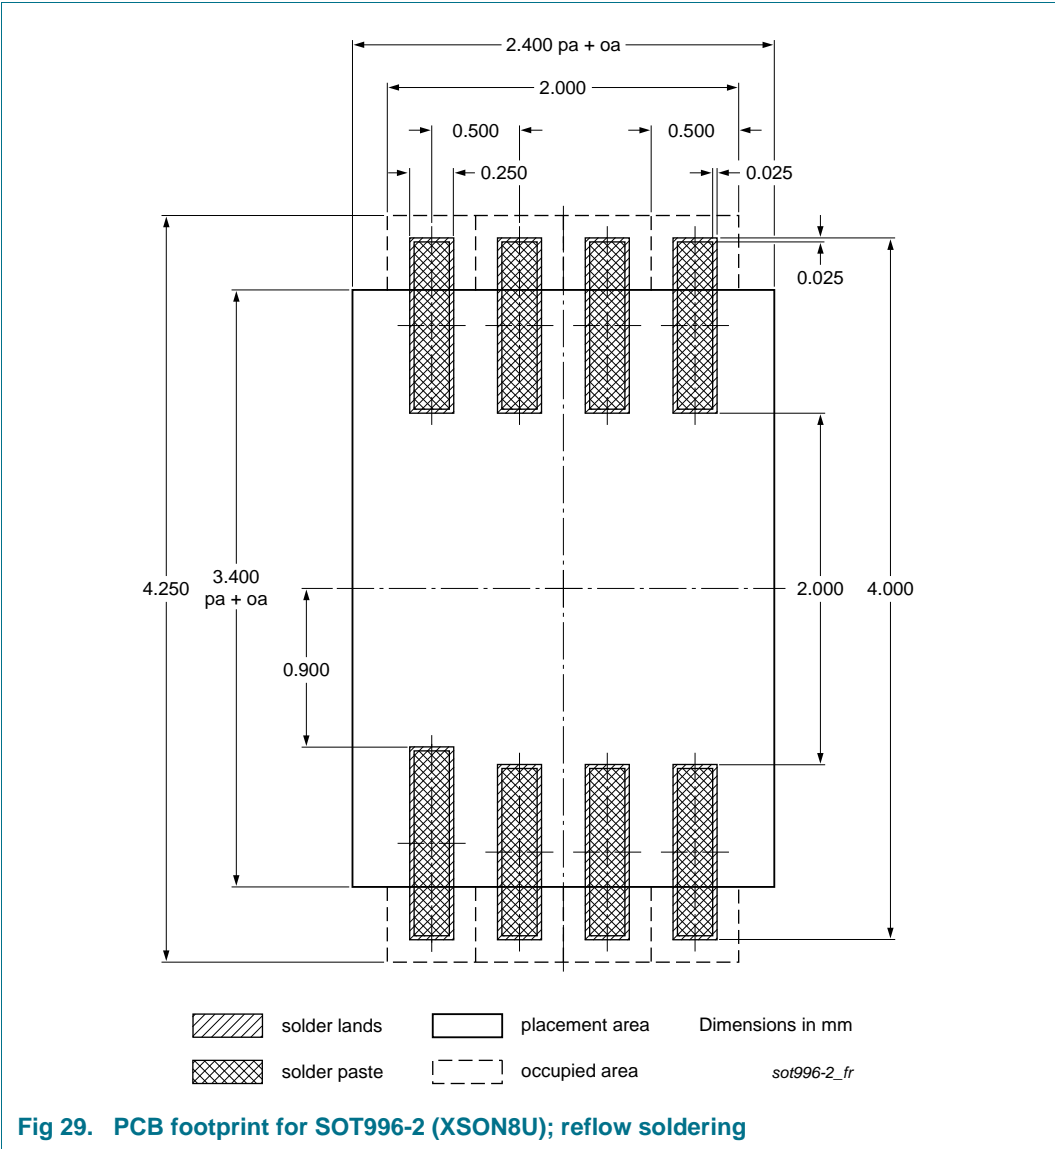 2.400 pa + oa
2.000
0.500
0.500
0.250
0.025
0.025
4.250
3.400
pa + oa
2.000
4.000
0.900
solder lands
placement area
Dimensions in mm
solder paste
occupied area
sot996-2_fr
Fig 29. PCB footprint for SOT996-2 (XSON8U); reflow soldering